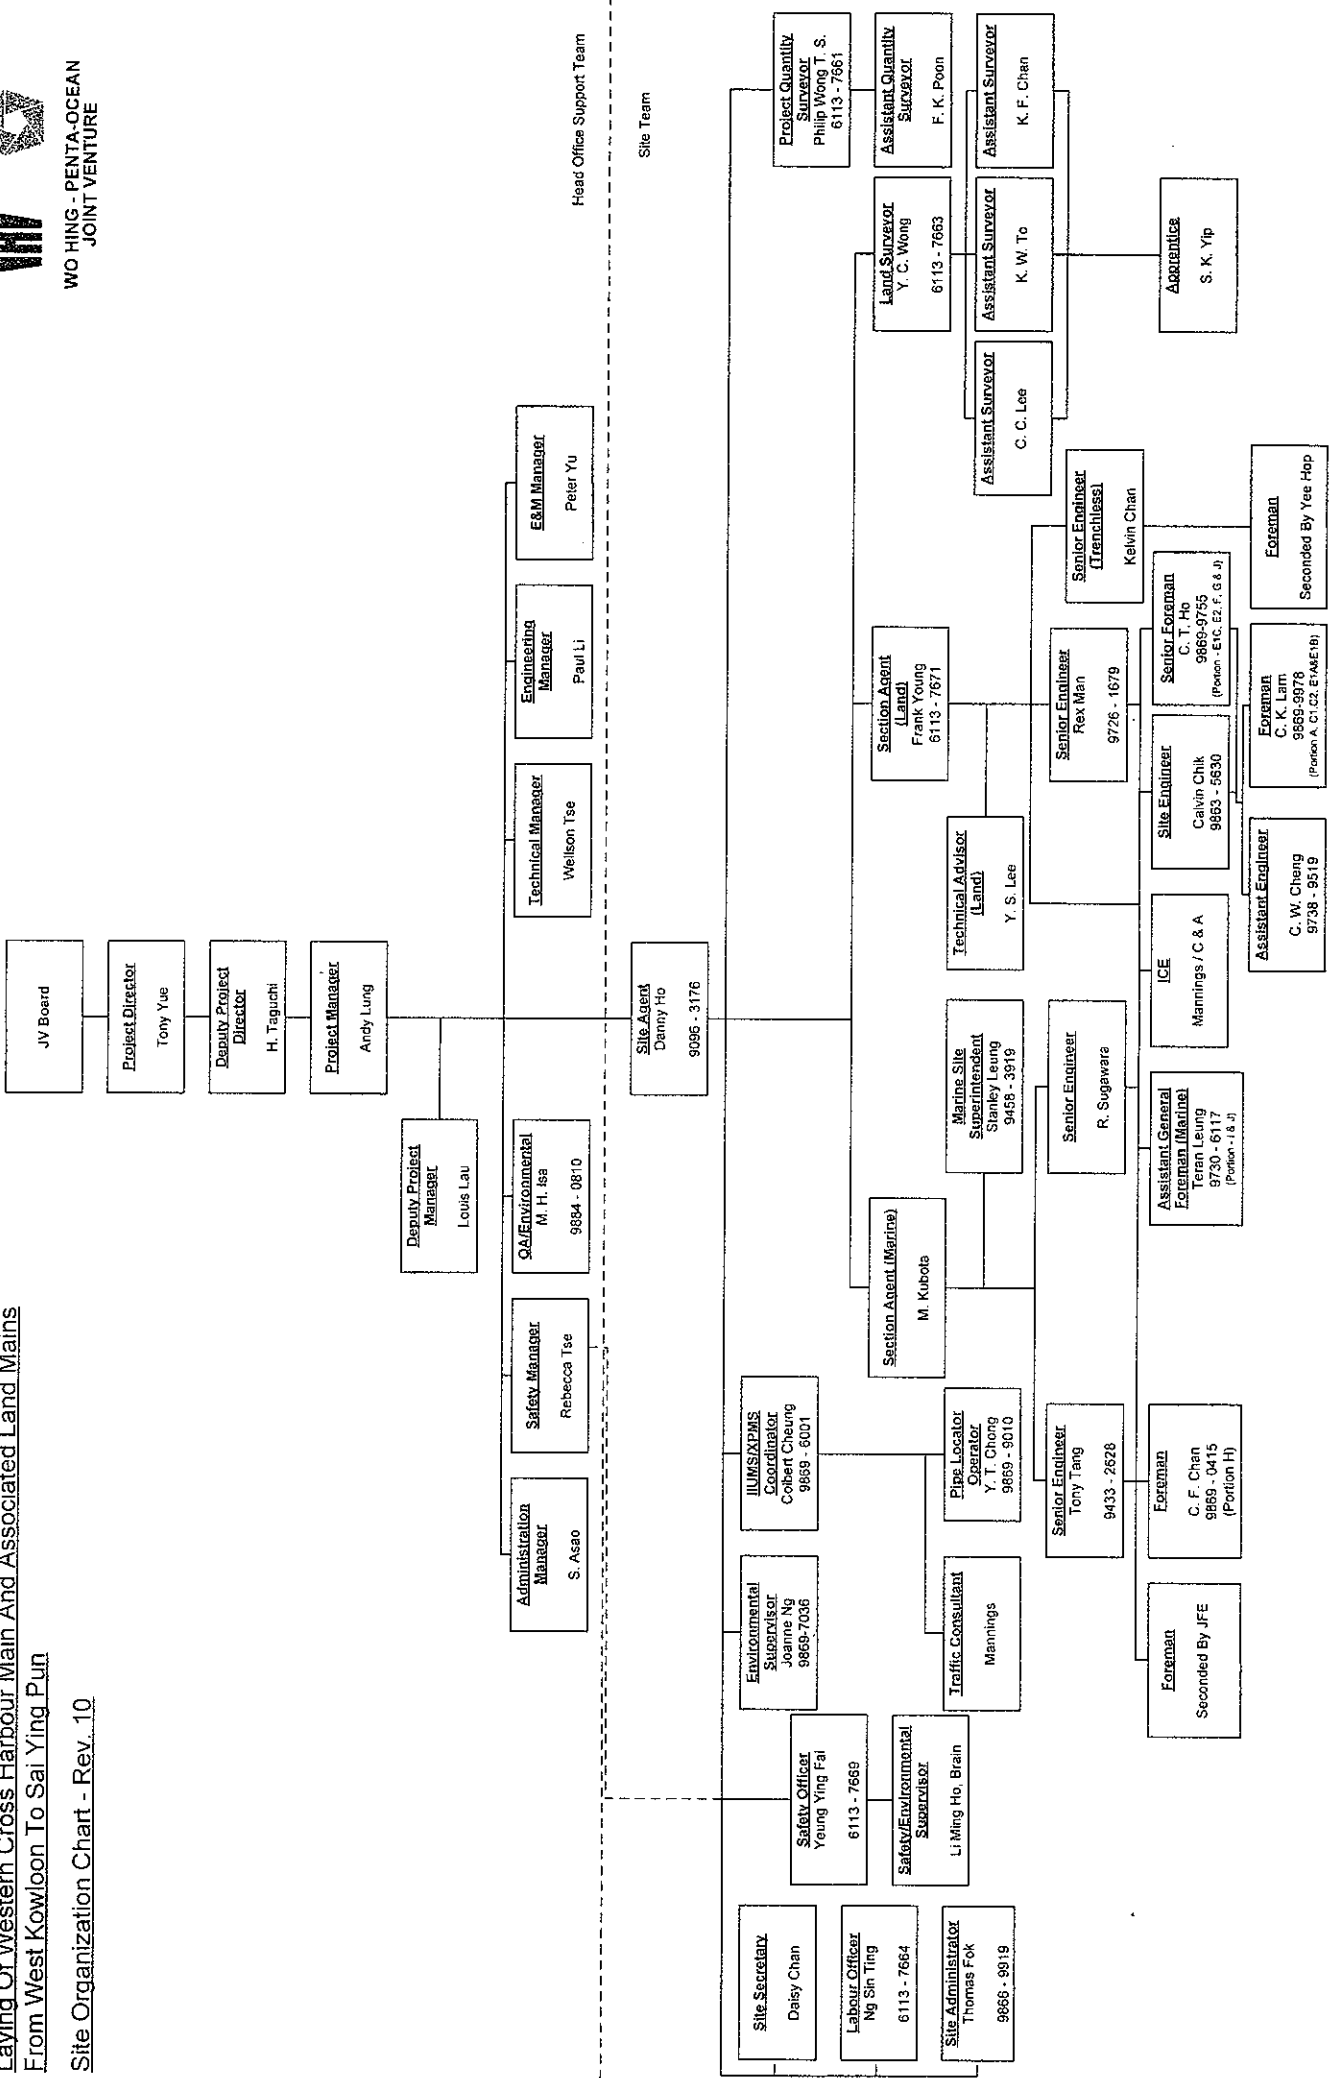 Laying Of Western Cross Harbour Main And Associated Land Mains
From West Kowloon To Sai Ying Pun
Site Organization Chart - Rev. 10
WO HING - PENTA-OCEAN
JOINT VENTURE
JV Board
Project Director
Tony Yue
Deputy Project
Director
H. Taguchi
Project Manager
Andy Lung
Deputy Project
Manager
Louis Lau
Administration
Manager
S. Asao
Safety Manager
Rebecca Tse
QA/Environmental
M. H. Isa
9884 - 0810
Technical Manager
Wellson Tse
Engineering
Manager
Paul Li
E&M Manager
Peter Yu
Head Office Support Team
Site Team
Site Agent
Danny Ho
9096 - 3176
Site Secretary
Daisy Chan
Labour Officer
Ng Sin Ting
6113 - 7664
Site Administrator
Thomas Fok
9866 - 9919
Safety Officer
Yeung Ying Fai
6113 - 7669
Safety/Environmental
Supervisor
Li Ming Ho, Brain
Environmental
Supervisor
Joanne Ng
9869-7036
IIUMS/XPMS
Coordinator
Colbert Cheung
9869 - 6001
Traffic Consultant
Mannings
Pipe Locator
Operator
Y. T. Chong
9869 - 9010
Project Quantity
Surveyor
Philip Wong T. S.
6113 - 7661
Assistant Quantity
Surveyor
F. K. Poon
Section Agent (Marine)
M. Kubota
Marine Site
Superintendent
Stanley Leung
9458 - 3919
Section Agent
(Land)
Frank Young
6113 - 7671
Technical Advisor
(Land)
Y. S. Lee
Land Surveyor
Y. C. Wong
6113 - 7663
Assistant Surveyor
C. C. Lee
Assistant Surveyor
K. W. To
Assistant Surveyor
K. F. Chan
Apprentice
S. K. Yip
Senior Engineer
Tony Tang
9433 - 2628
Senior Engineer
R. Sugawara
Senior Engineer
Rex Man
9726 - 1679
Senior Engineer
(Trenchless)
Kelvin Chan
Foreman
Seconded By JFE
Foreman
C. F. Chan
9869 - 0415
(Portion H)
Assistant General
Foreman (Marine)
Teran Leung
9730 - 6117
(Portion - I & J)
ICE
Mannings / C & A
Site Engineer
Calvin Chik
9863 - 5630
Senior Foreman
C. T. Ho
9869-9755
(Portion - E1C, E2, F, G & J)
Assistant Engineer
C. W. Cheng
9738 - 9519
Foreman
C. K. Lam
9869-9978
(Portion A, C1,C2, E1A&E1B)
Foreman
Seconded By Yee Hop